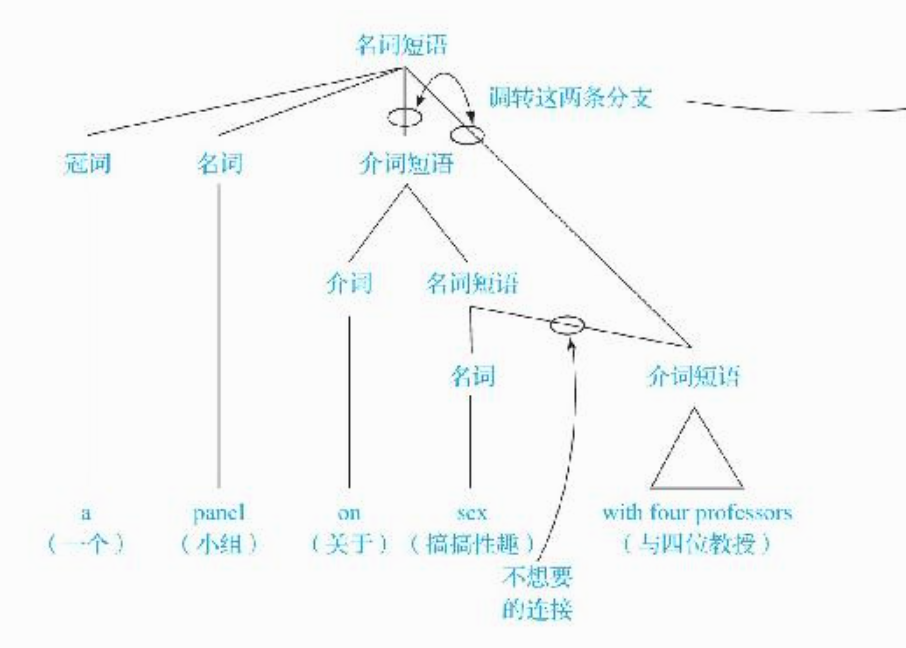 名词短语
调转这两条分支
冠词 名词 介词短语
介词 名词短语
名词 介词短语
a panel on sex with four professors
（一个） （小组） （关于） （搞搞性趣） （与四位教授）
不想要
的连接